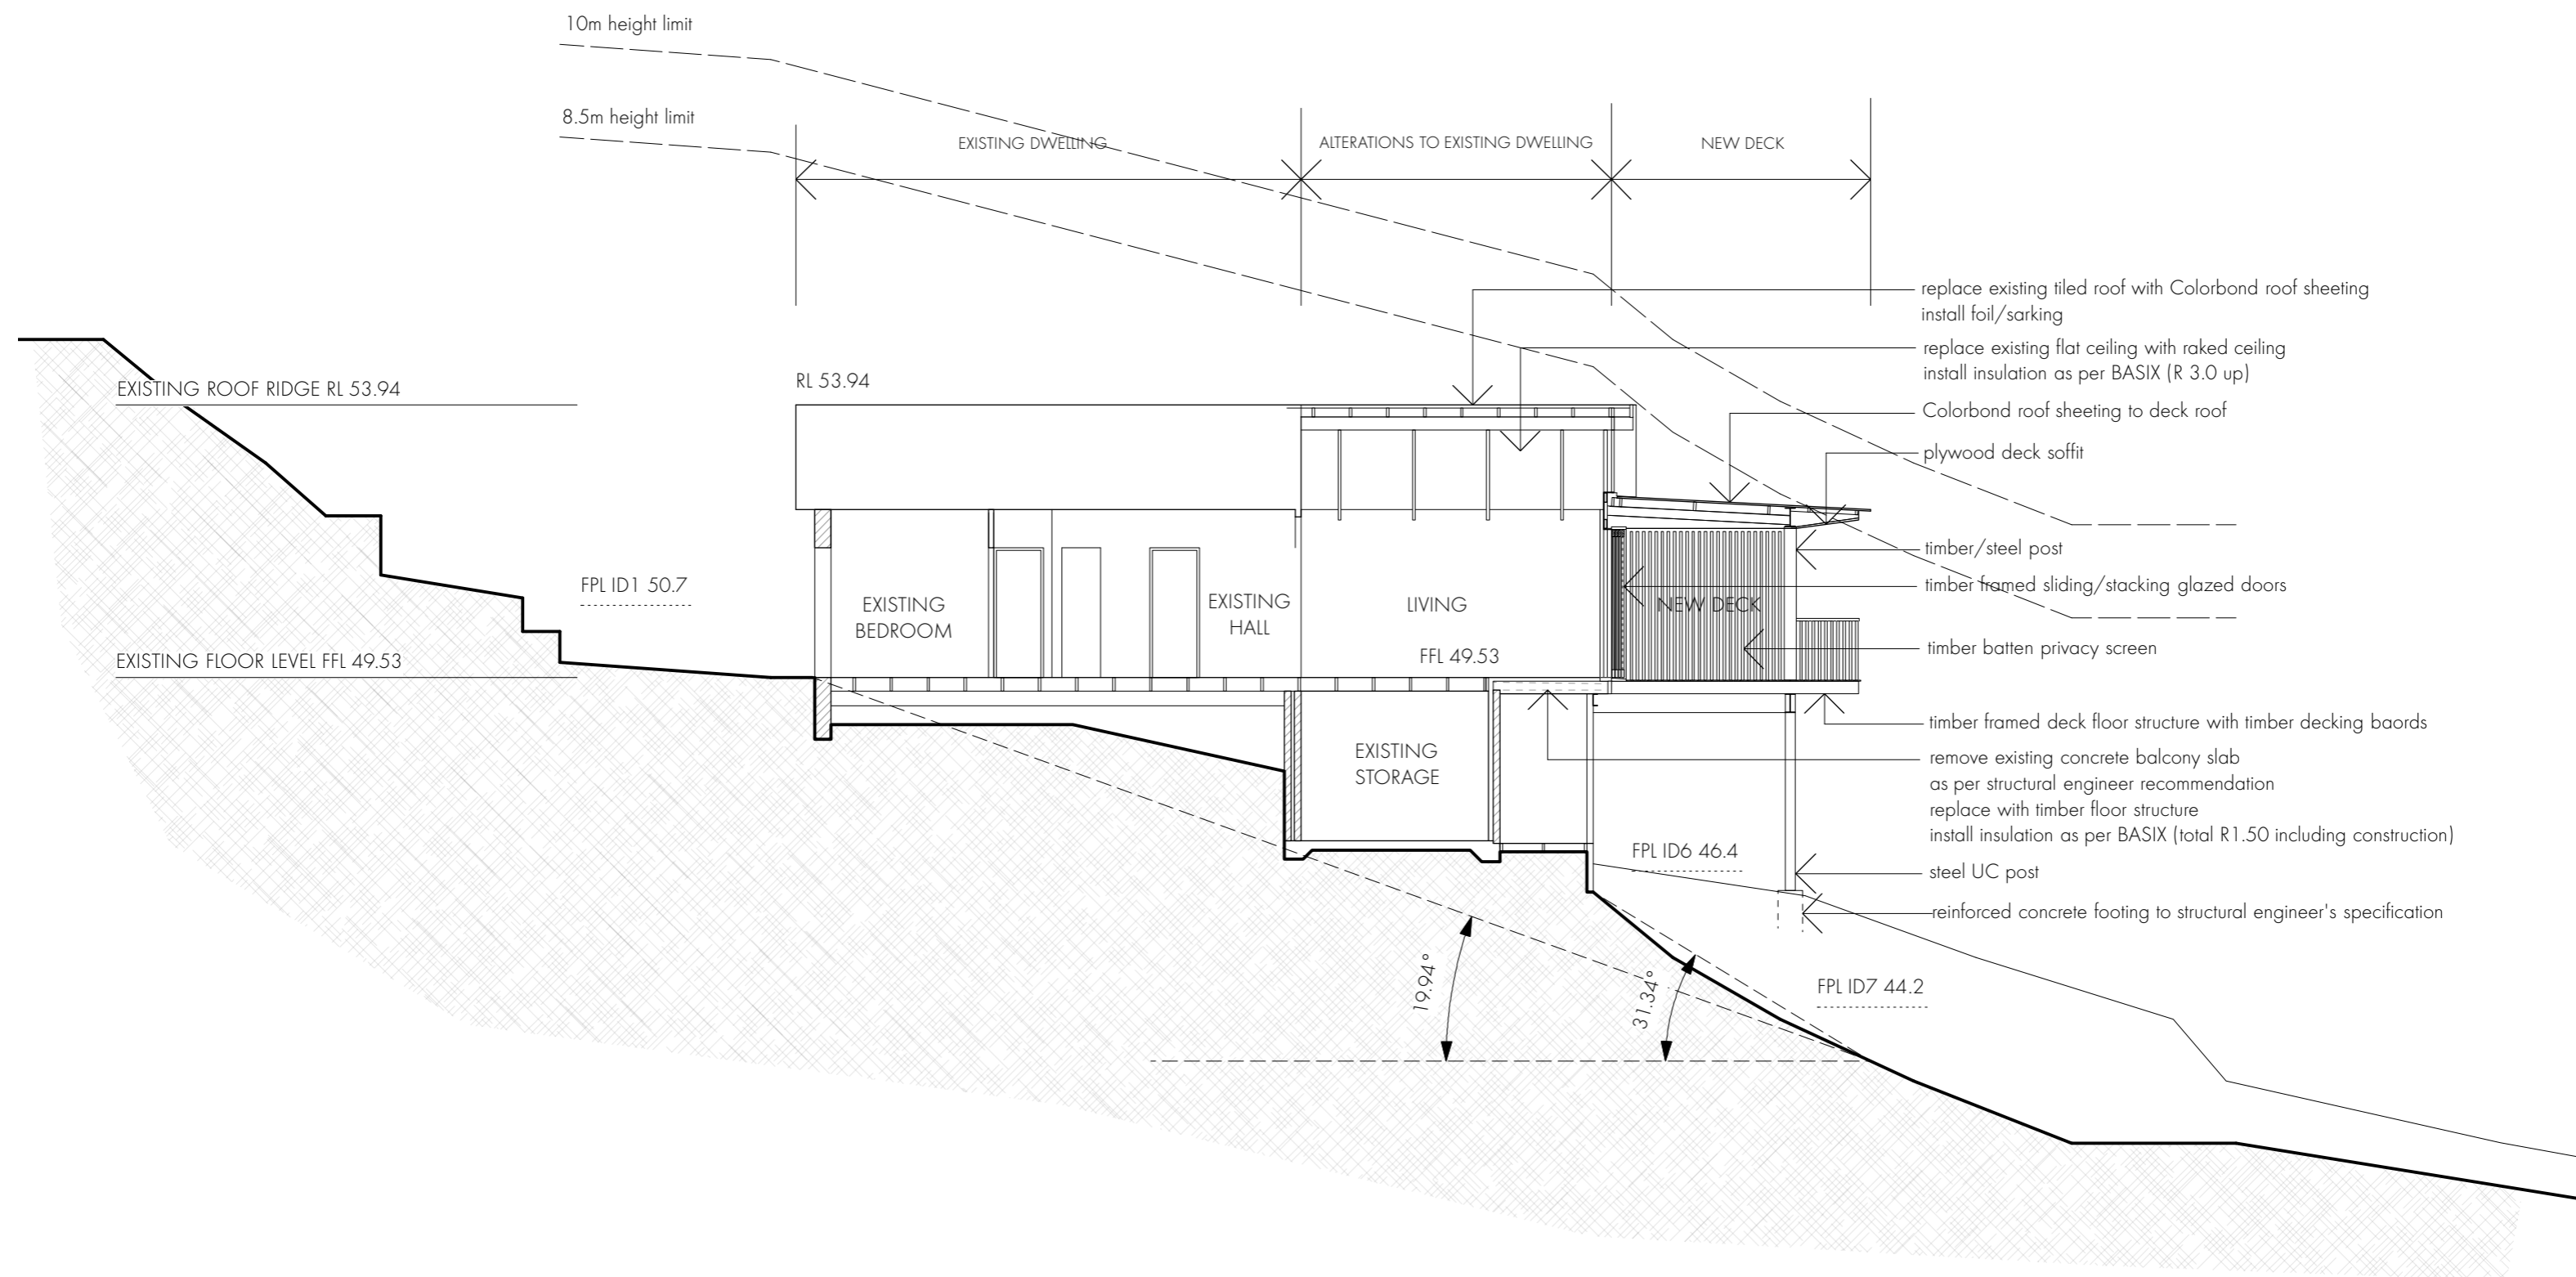 10m height limit
8.5m height limit
EXISTING DWELLING
ALTERATIONS TO EXISTING DWELLING
NEW DECK
replace existing tiled roof with Colorbond roof sheeting
install foil/sarking
replace existing flat ceiling with raked ceiling
install insulation as per BASIX (R 3.0 up)
Colorbond roof sheeting to deck roof
plywood deck soffit
timber/steel post
timber framed sliding/stacking glazed doors
timber batten privacy screen
timber framed deck floor structure with timber decking baords
remove existing concrete balcony slab
as per structural engineer recommendation
replace with timber floor structure
install insulation as per BASIX (total R1.50 including construction)
steel UC post
reinforced concrete footing to structural engineer's specification
EXISTING ROOF RIDGE RL 53.94
RL 53.94
FPL ID1 50.7
EXISTING
BEDROOM
EXISTING
HALL
LIVING
NEW DECK
EXISTING FLOOR LEVEL FFL 49.53
FFL 49.53
EXISTING
STORAGE
FPL ID6 46.4
19.94°
31.34°
FPL ID7 44.2